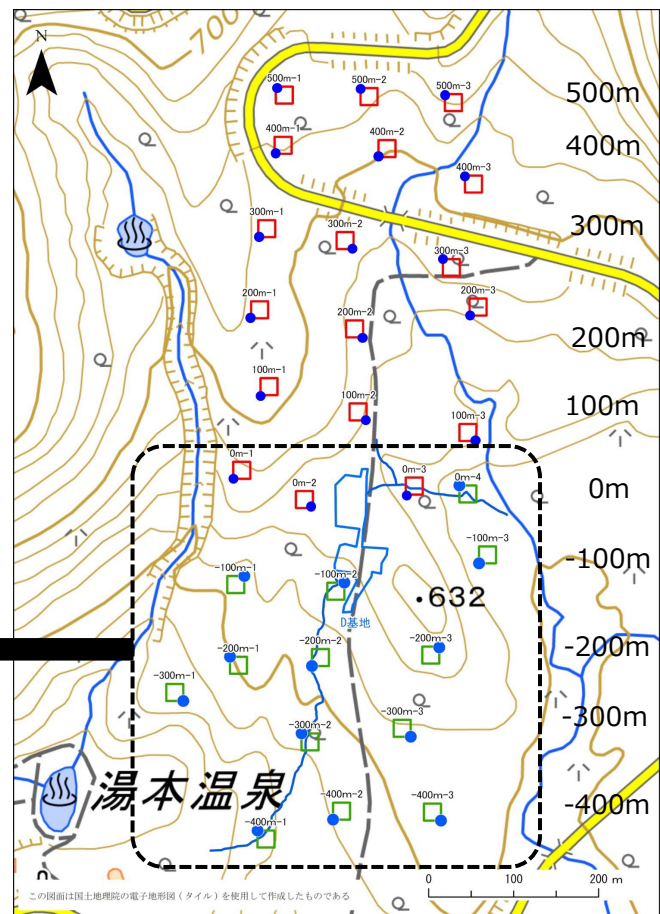 N
700
500m-1 500m-2 500m-3 500m
400m-1 400m-2 400m-3 400m
300m-1 300m-2 300m-3 300m
200m-1 200m-2 200m-3 200m
100m-1 100m-2 100m-3 100m
0m-1 0m-2 0m-3 0m-4 0m
-100m-1 -100m-2 -100m-3 -100m
・632
D基地
-200m-1 -200m-2 -200m-3 -200m
-300m-1 -300m-2 -300m-3 -300m
湯本温泉
-400m-1 -400m-2 -400m-3 -400m
この図面は国土地理院の電子地形図(タイル)を使用して作成したものである
0 100 200 m